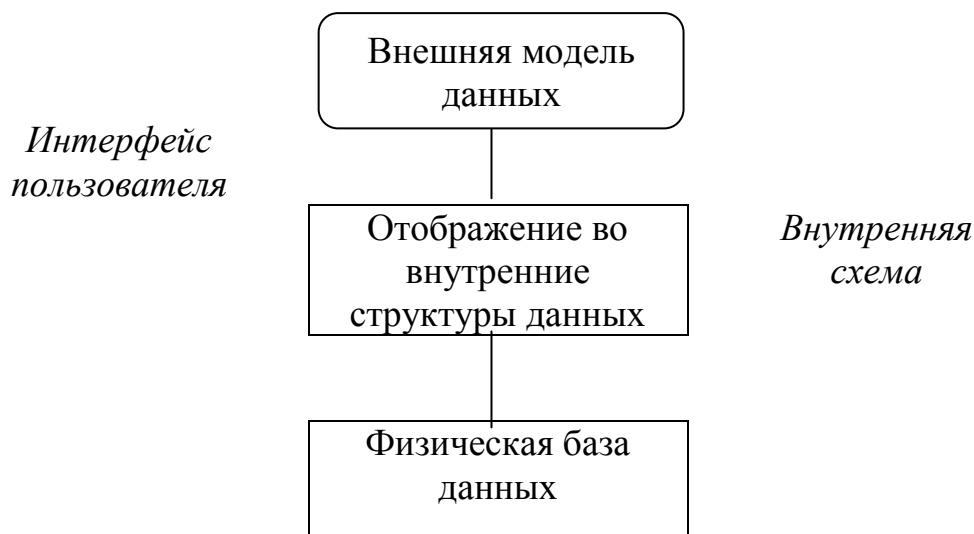 Внешняя модель
данных
Интерфейс
пользователя
Отображение во
внутренние
структуры данных
Внутренняя
схема
Физическая база
данных